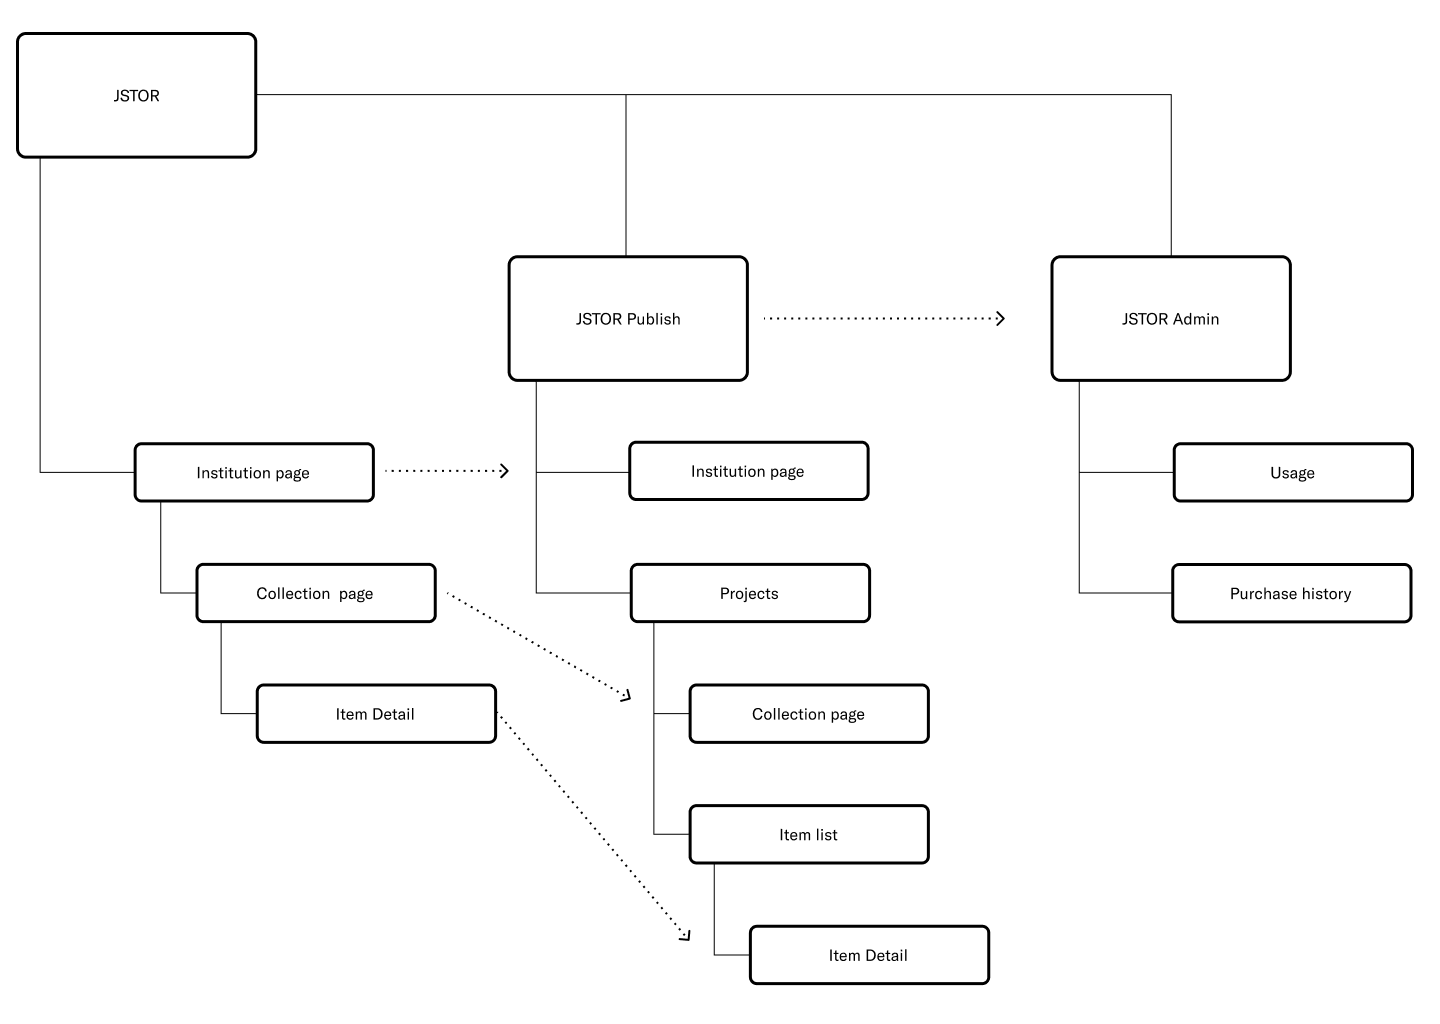 JSTOR
JSTOR Publish
JSTOR Admin
Institution page
Institution page
Usage
Collection page
Projects
Purchase history
Item Detail
Collection page
Item list
Item Detail